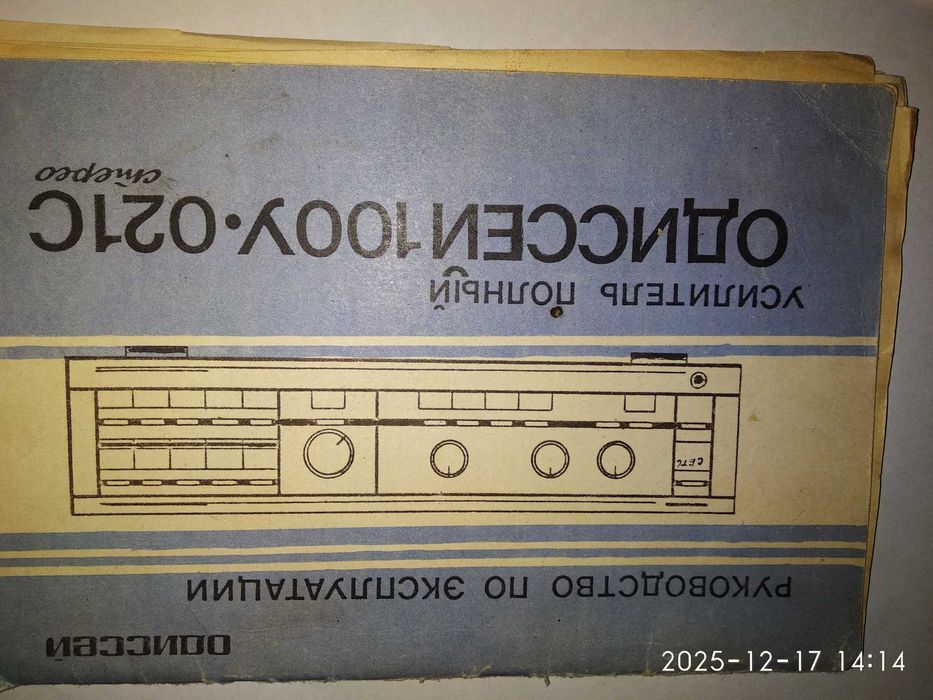 ОДИССЕЙ
РУКОВОДСТВО ПО ЭКСПЛУАТАЦИИ
СЕТЬ
УСИЛИТЕЛЬ ПОЛНЫЙ
ОДИССЕЙ 100У·021С
стерео
2025-12-17 14:14